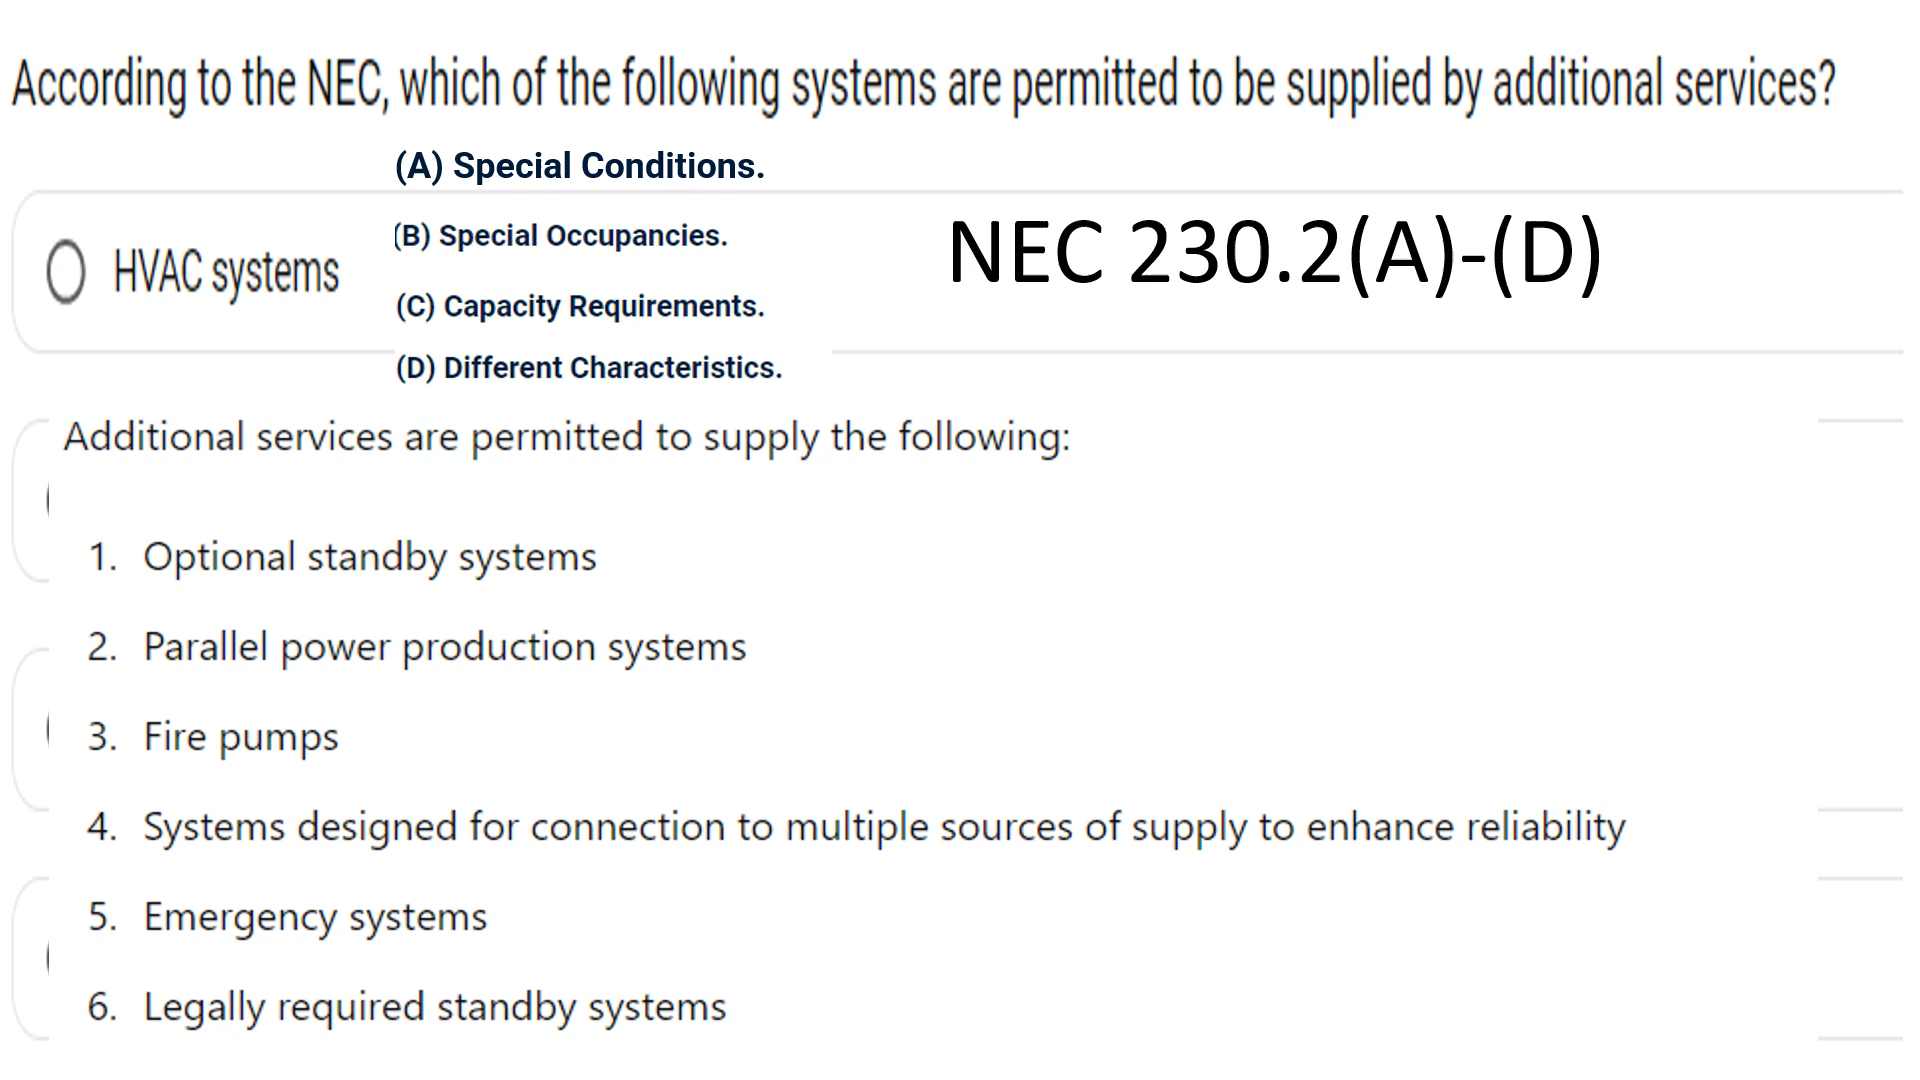 According to the NEC, which of the following systems are permitted to be supplied by additional services?
(A) Special Conditions.
(B) Special Occupancies.
NEC 230.2(A)-(D)
HVAC systems
(C) Capacity Requirements.
(D) Different Characteristics.
Additional services are permitted to supply the following:
1. Optional standby systems
2. Parallel power production systems
3. Fire pumps
4. Systems designed for connection to multiple sources of supply to enhance reliability
5. Emergency systems
6. Legally required standby systems